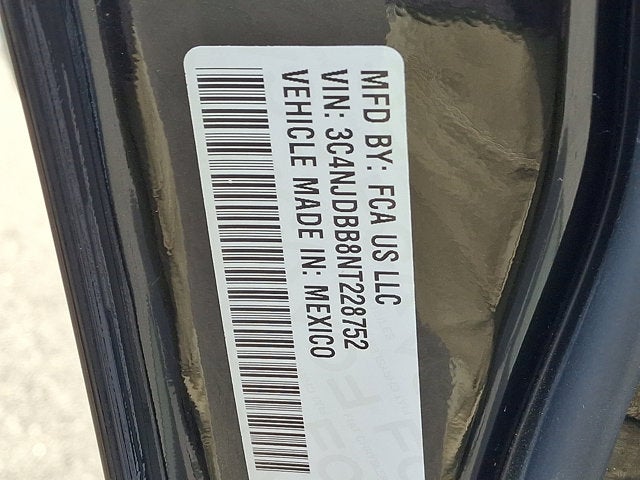 MFD BY: FCA US LLC
VIN: 3C4NJDBB8NT228752
VEHICLE MADE IN: MEXICO